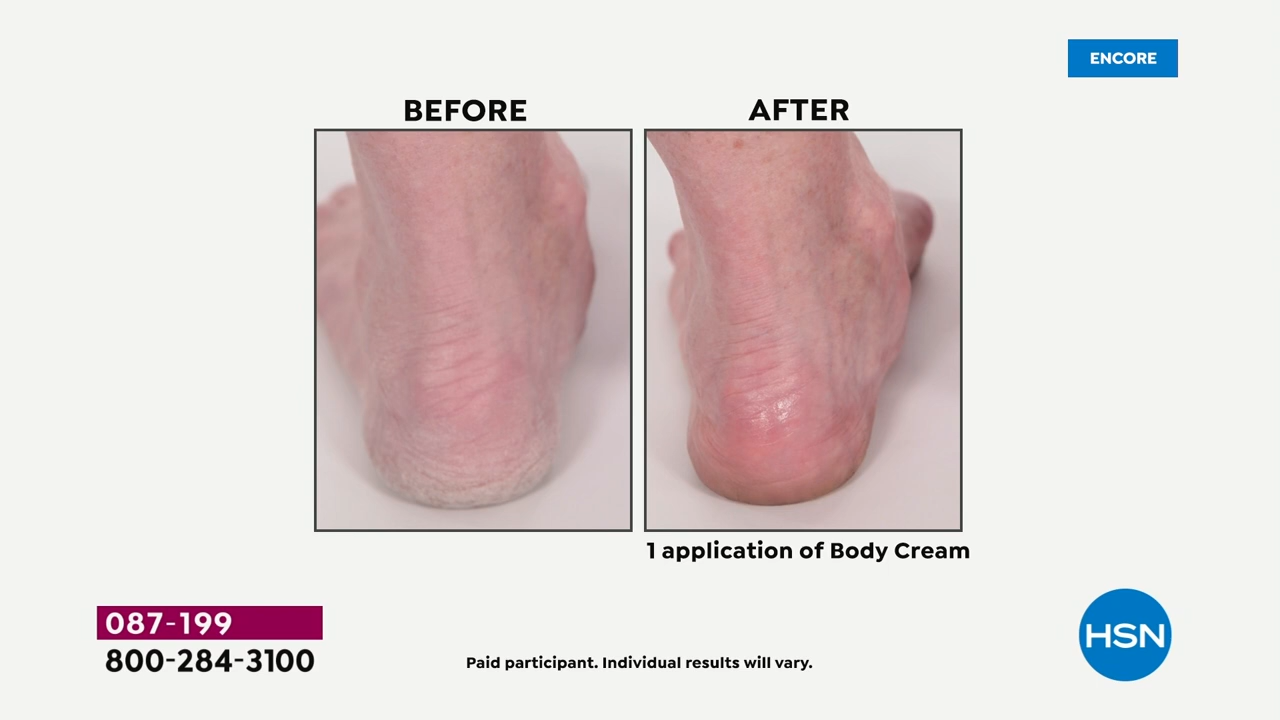 ENCORE
BEFORE
AFTER
1 application of Body Cream
087-199
800-284-3100
Paid participant. Individual results will vary.
HSN